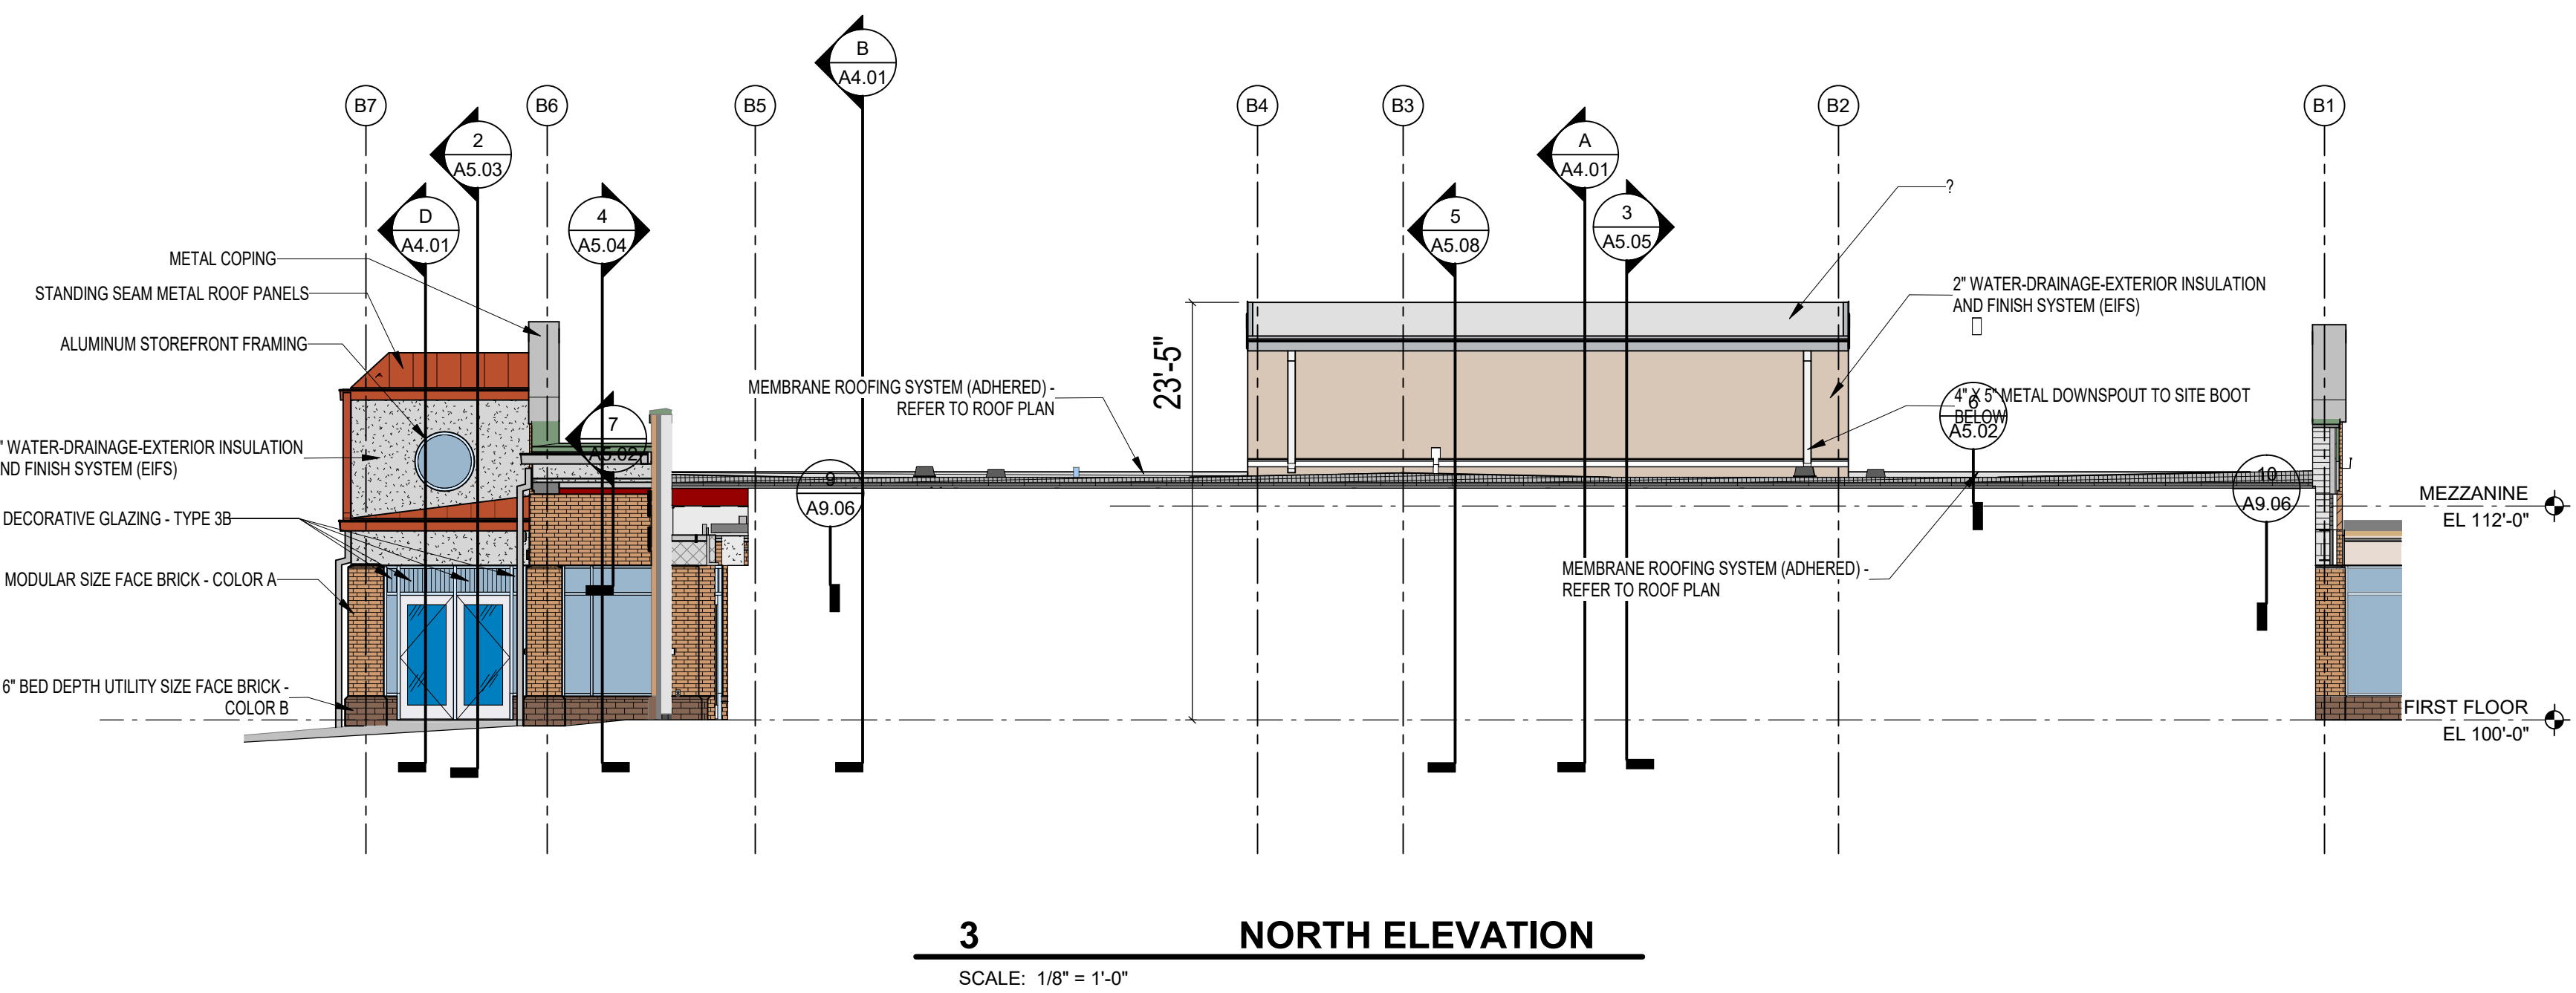 B
A4.01
B7
B6
B5
B4
B3
B2
B1
2
A5.03
A
A4.01
D
A4.01
4
A5.04
5
A5.08
3
A5.05
?
METAL COPING
STANDING SEAM METAL ROOF PANELS
ALUMINUM STOREFRONT FRAMING
" WATER-DRAINAGE-EXTERIOR INSULATION
ND FINISH SYSTEM (EIFS)
DECORATIVE GLAZING - TYPE 3B
MODULAR SIZE FACE BRICK - COLOR A
6" BED DEPTH UTILITY SIZE FACE BRICK -
COLOR B
7
A5.02
MEMBRANE ROOFING SYSTEM (ADHERED) -
REFER TO ROOF PLAN
9
A9.06
23'-5"
2" WATER-DRAINAGE-EXTERIOR INSULATION
AND FINISH SYSTEM (EIFS)
4" X 5" METAL DOWNSPOUT TO SITE BOOT
BELOW
6
A5.02
10
A9.06
MEMBRANE ROOFING SYSTEM (ADHERED) -
REFER TO ROOF PLAN
MEZZANINE
EL 112'-0"
FIRST FLOOR
EL 100'-0"
3 NORTH ELEVATION
SCALE: 1/8" = 1'-0"